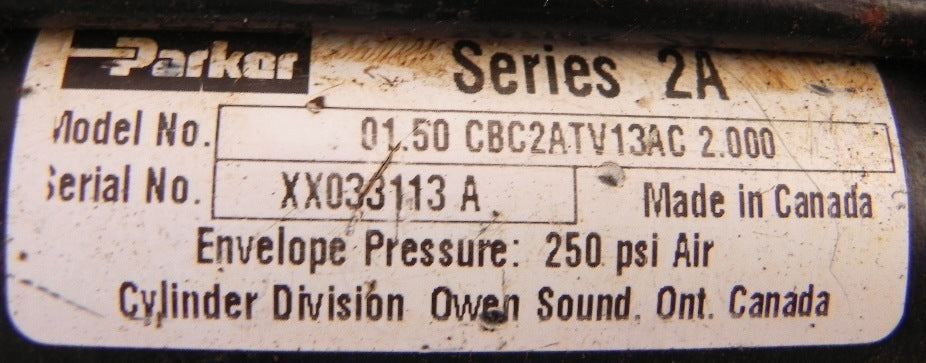 Parker
Series 2A
Model No. 01.50 CBC2ATV13AC 2.000
Serial No. XX033113 A
Made in Canada
Envelope Pressure: 250 psi Air
Cylinder Division Owen Sound, Ont. Canada